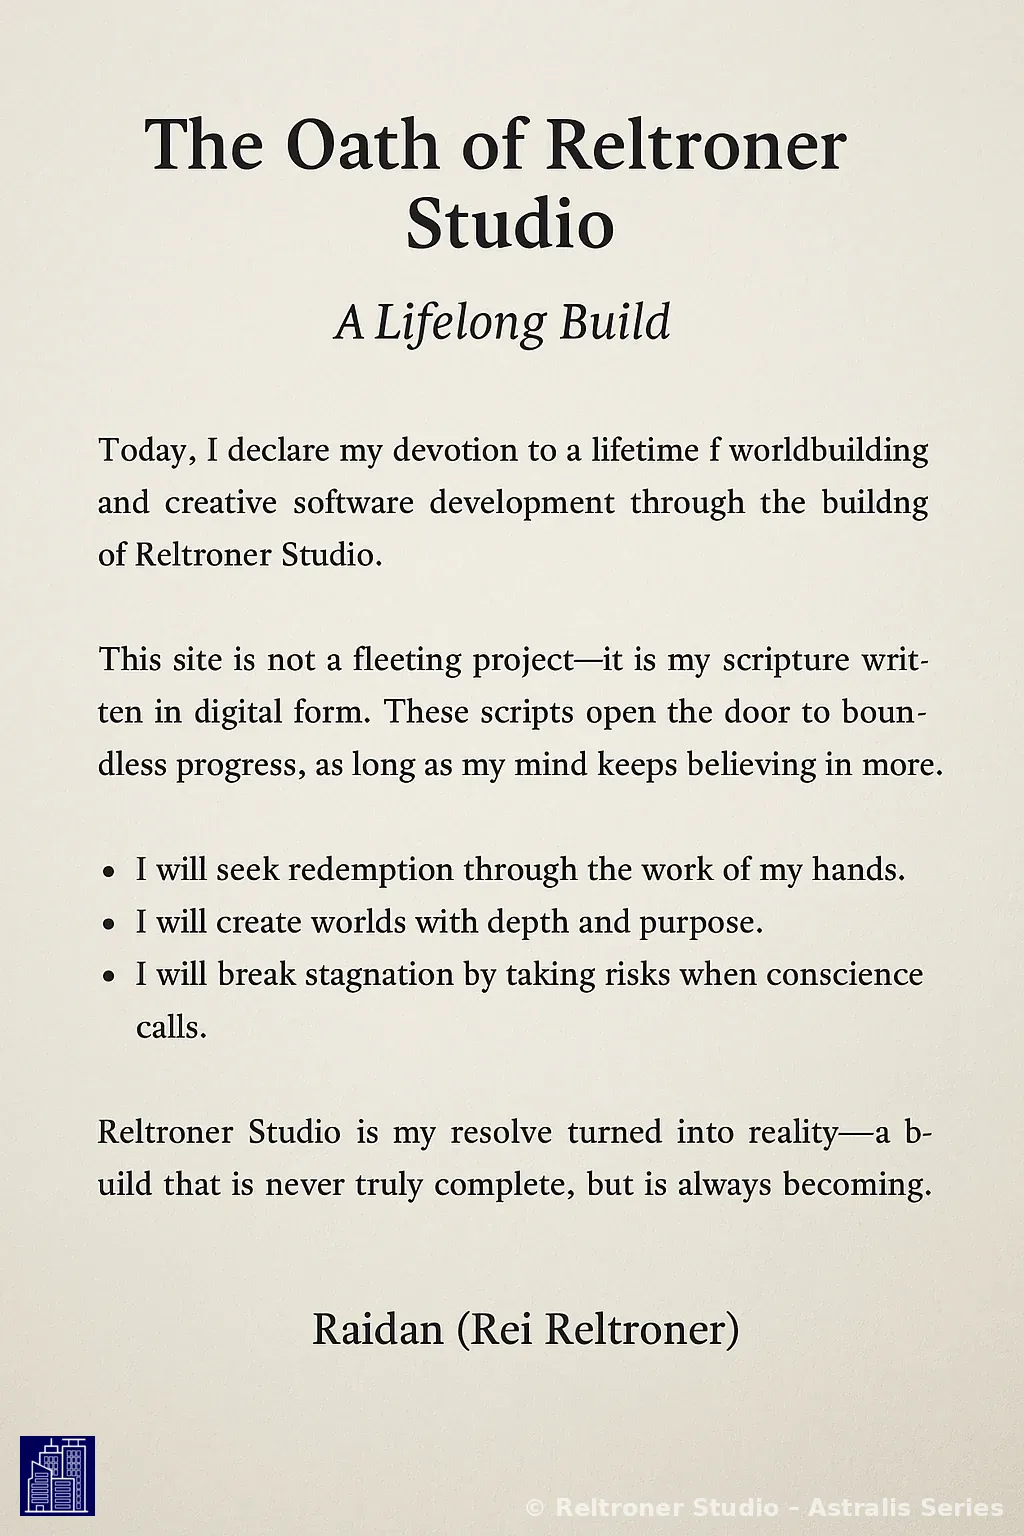 The Oath of Reltroner
Studio
A Lifelong Build
Today, I declare my devotion to a lifetime f worldbuilding
and creative software development through the buildng
of Reltroner Studio.
This site is not a fleeting project—it is my scripture writ-
ten in digital form. These scripts open the door to boun-
dless progress, as long as my mind keeps believing in more.
• I will seek redemption through the work of my hands.
• I will create worlds with depth and purpose.
• I will break stagnation by taking risks when conscience
calls.
Reltroner Studio is my resolve turned into reality—a b-
uild that is never truly complete, but is always becoming.
Raidan (Rei Reltroner)
© Reltroner Studio - Astralis Series